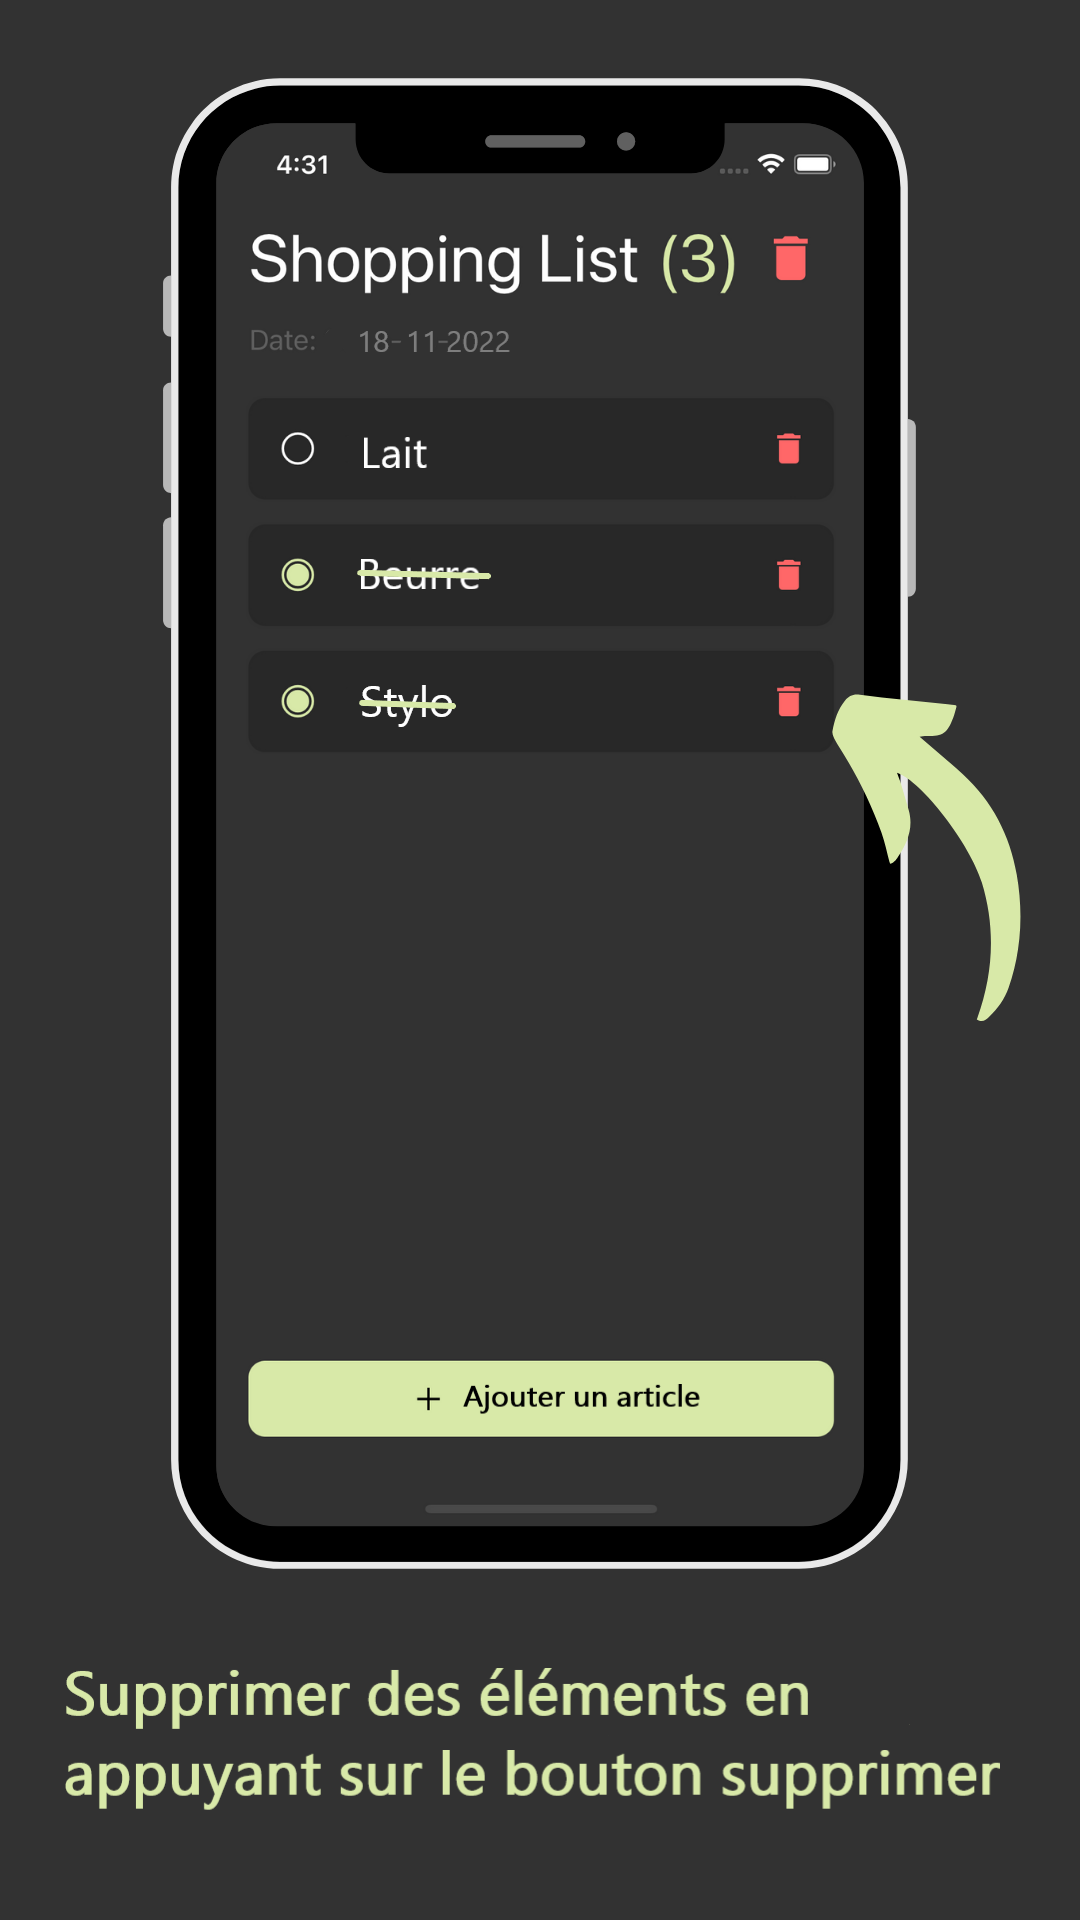 4:31
Shopping List (3)
Date: 18-11-2022
Lait
Beurre
Stylo
+ Ajouter un article
Supprimer des éléments en
appuyant sur le bouton supprimer